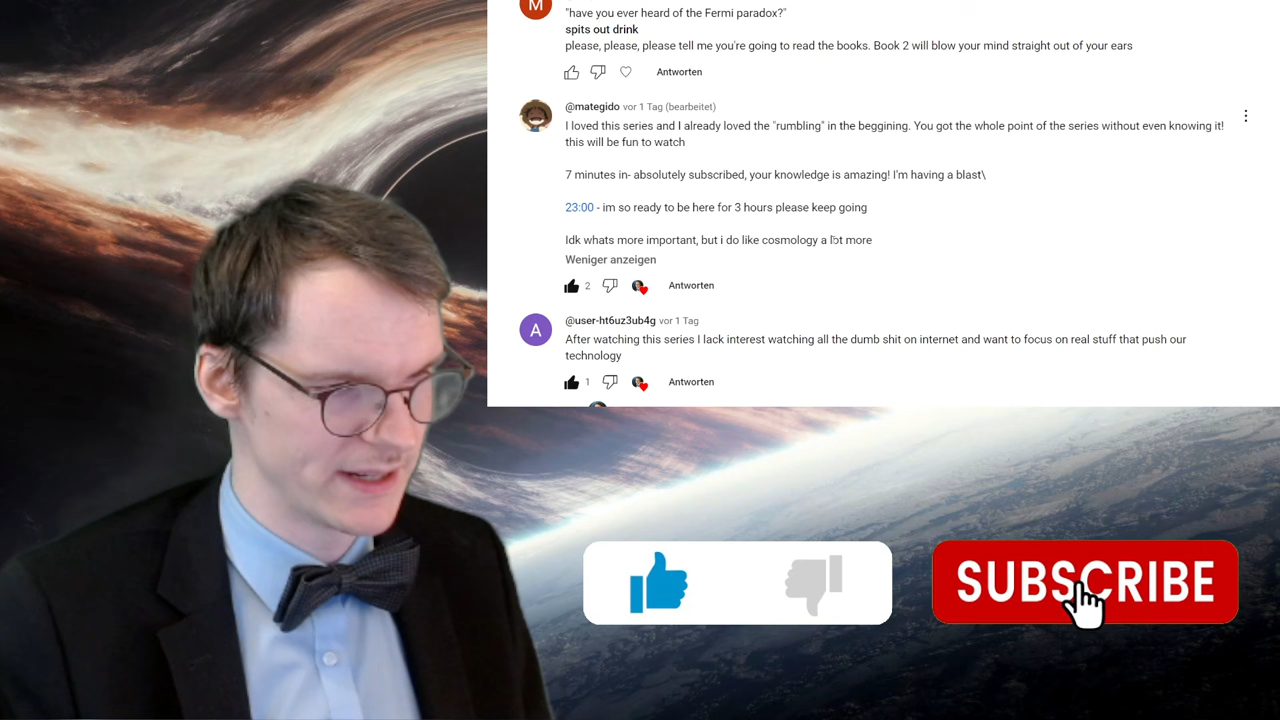 M
"have you ever heard of the Fermi paradox?"
spits out drink
please, please, please tell me you're going to read the books. Book 2 will blow your mind straight out of your ears
Antworten
@mategido vor 1 Tag (bearbeitet)
I loved this series and I already loved the "rumbling" in the beggining. You got the whole point of the series without even knowing it!
this will be fun to watch
7 minutes in- absolutely subscribed, your knowledge is amazing! I'm having a blast\
23:00 - im so ready to be here for 3 hours please keep going
Idk whats more important, but i do like cosmology a lot more
Weniger anzeigen
2 Antworten
A
@user-ht6uz3ub4g vor 1 Tag
After watching this series I lack interest watching all the dumb shit on internet and want to focus on real stuff that push our
technology
1 Antworten
SUBSCRIBE